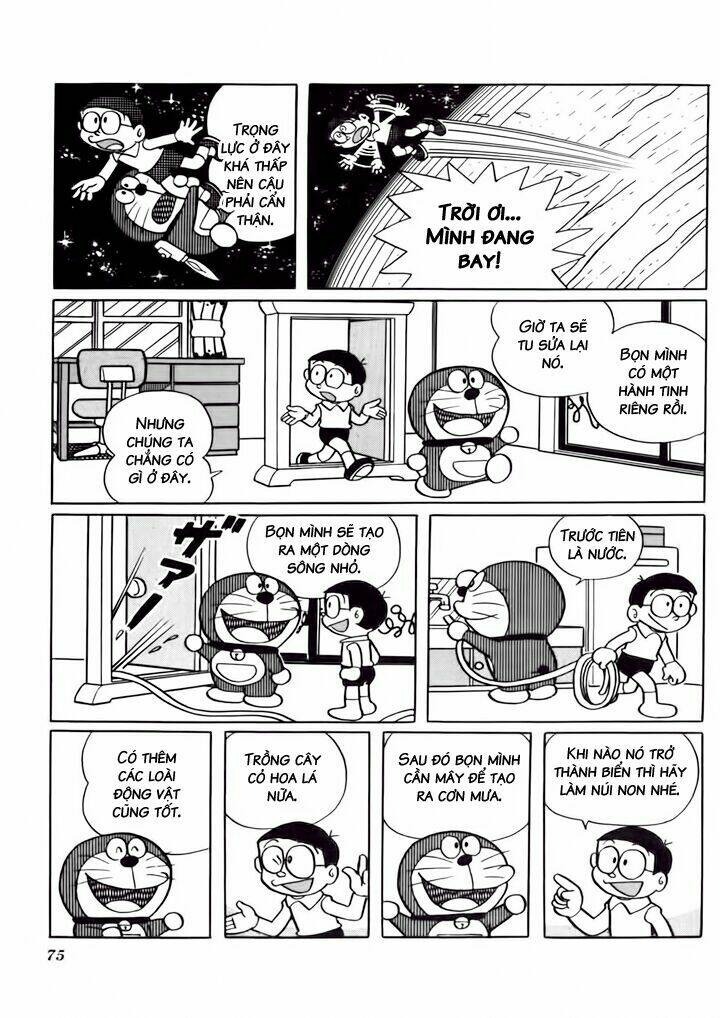 TRỜI ƠI...
MÌNH ĐANG
BAY!
TRỌNG
LỰC Ở ĐÂY
KHÁ THẤP
NÊN CẬU
PHẢI CẨN
THẬN.
BỌN MÌNH
CÓ MỘT
HÀNH TINH
RIÊNG RỒI.
GIỜ TA SẼ
TU SỬA LẠI
NÓ.
NHƯNG
CHÚNG TA
CHẲNG CÓ
GÌ Ở ĐÂY.
TRƯỚC TIÊN
LÀ NƯỚC.
BỌN MÌNH SẼ TẠO
RA MỘT DÒNG
SÔNG NHỎ.
ザアー!
KHI NÀO NÓ TRỞ
THÀNH BIỂN THÌ HÃY
LÀM NÚI NON NHÉ.
SAU ĐÓ BỌN MÌNH
CẦN MÂY ĐỂ TẠO
RA CƠN MƯA.
TRỒNG CÂY
CỎ HOA LÁ
NỮA.
CÓ THÊM
CÁC LOÀI
ĐỘNG VẬT
CŨNG TỐT.
75